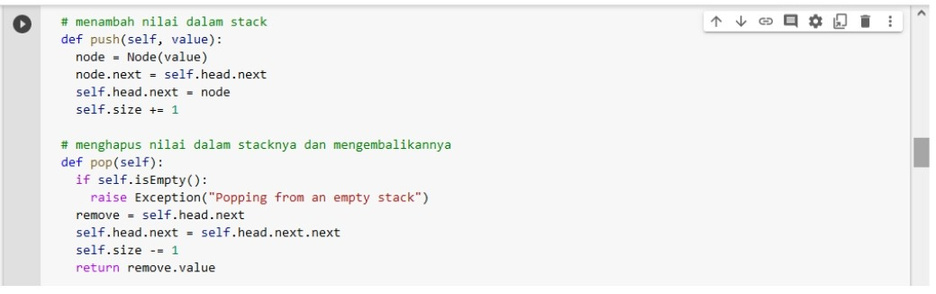 # menambah nilai dalam stack
def push(self, value):
  node = Node(value)
  node.next = self.head.next
  self.head.next = node
  self.size += 1

# menghapus nilai dalam stacknya dan mengembalikannya
def pop(self):
  if self.isEmpty():
    raise Exception("Popping from an empty stack")
  remove = self.head.next
  self.head.next = self.head.next.next
  self.size -= 1
  return remove.value